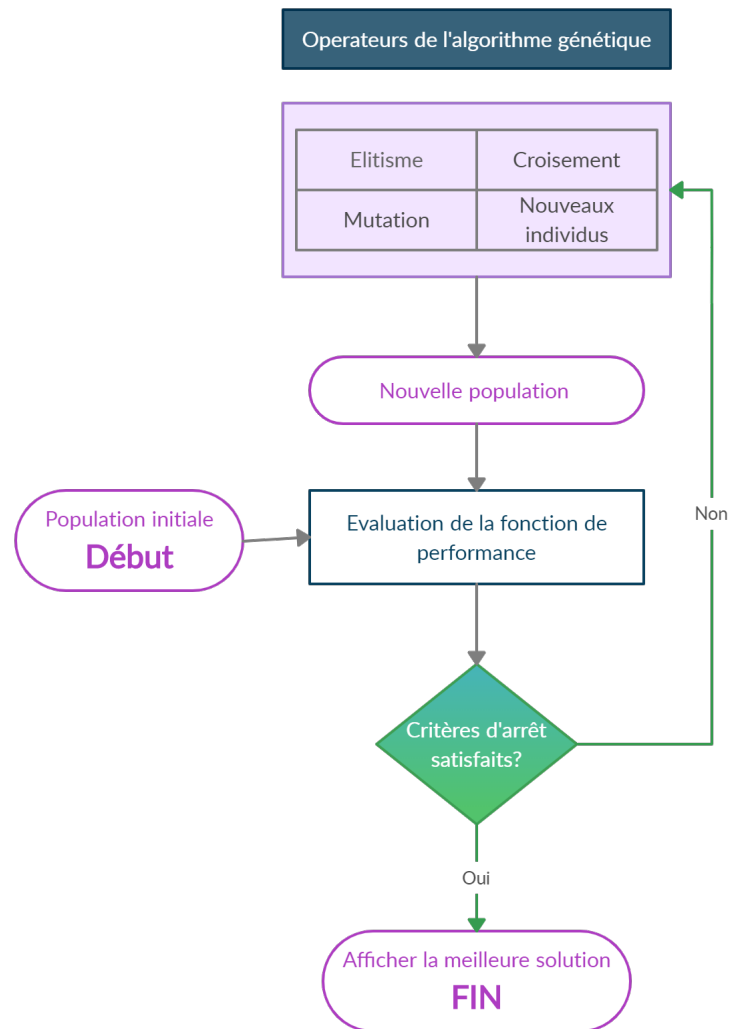 Operateurs de l'algorithme génétique
Elitisme
Croisement
Mutation
Nouveaux
individus
Nouvelle population
Population initiale
Début
Evaluation de la fonction de
performance
Non
Critères d'arrêt
satisfaits?
Oui
Afficher la meilleure solution
FIN